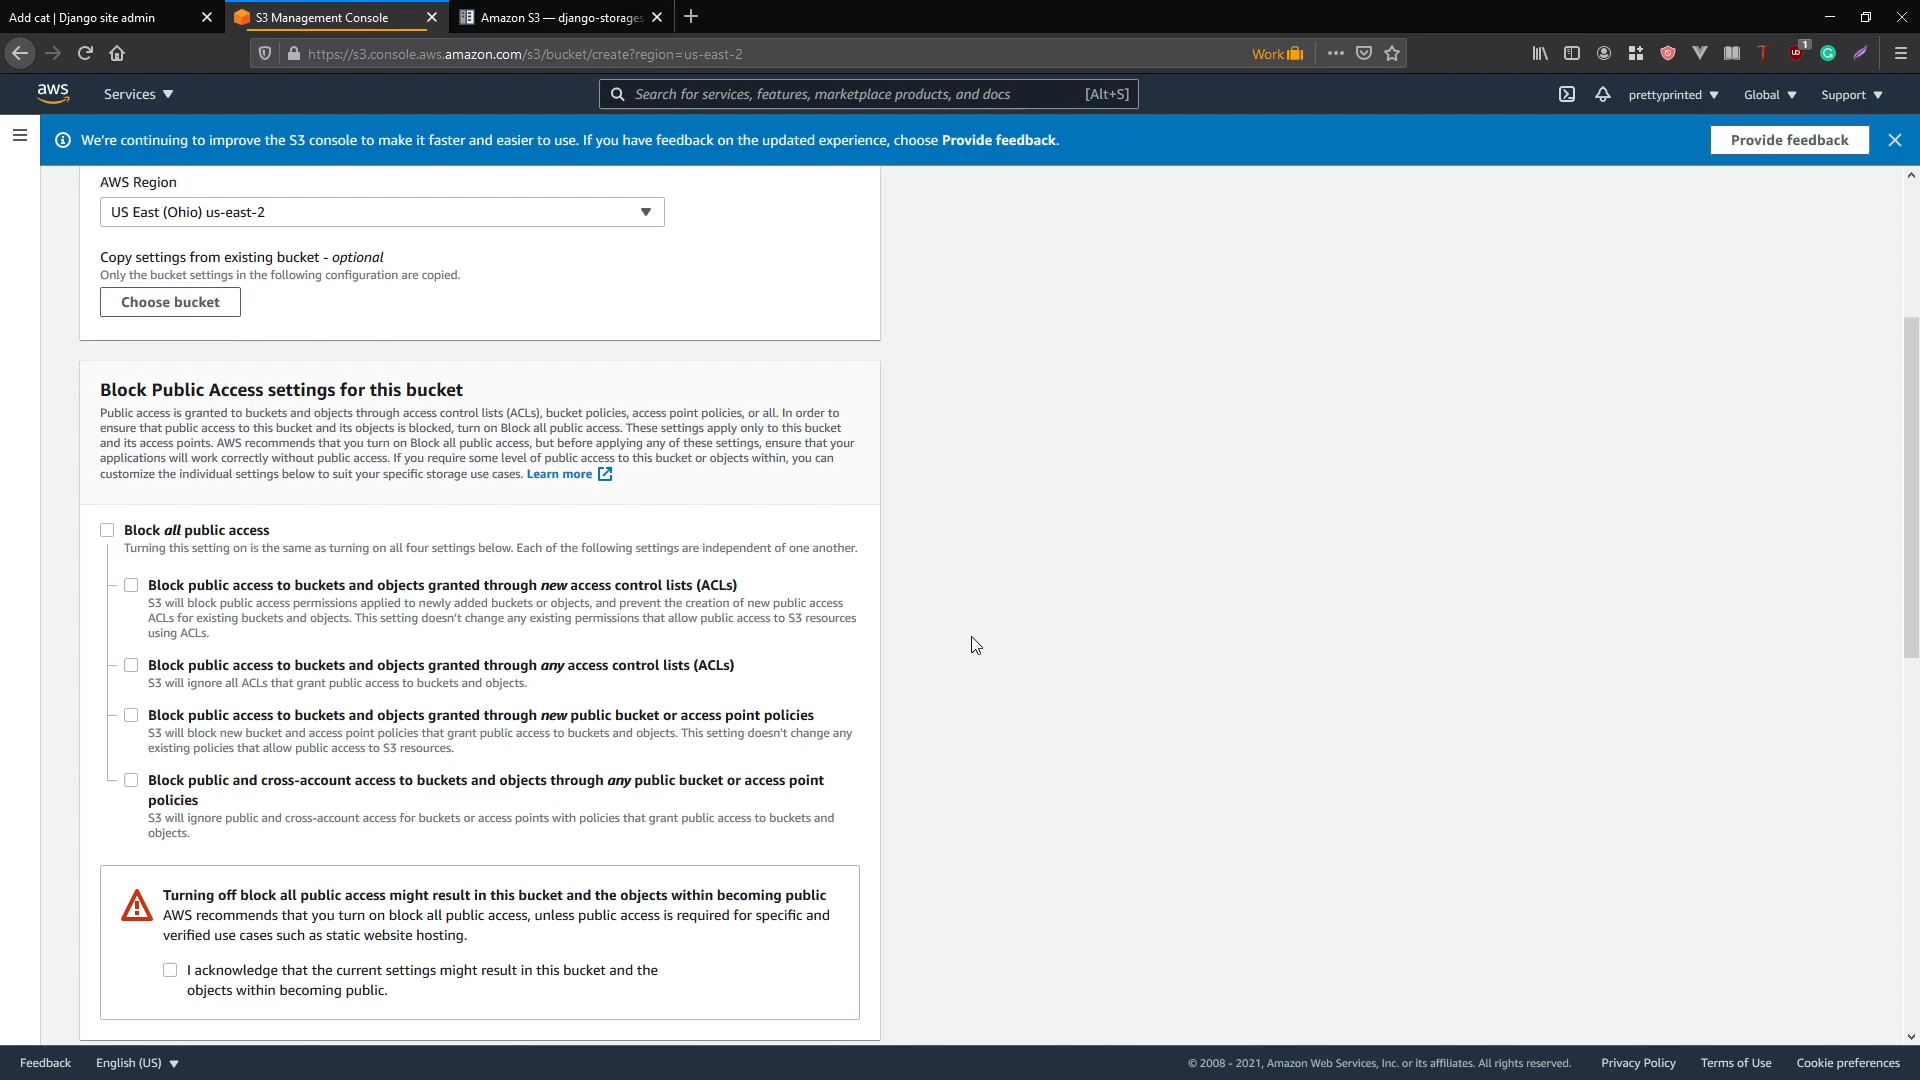 Add cat | Django site admin
S3 Management Console
Amazon S3 — django-storages
https://s3.console.aws.amazon.com/s3/bucket/create?region=us-east-2
Work
1
aws
Services
Search for services, features, marketplace products, and docs
[Alt+S]
prettyprinted
Global
Support
We're continuing to improve the S3 console to make it faster and easier to use. If you have feedback on the updated experience, choose Provide feedback.
Provide feedback
AWS Region
US East (Ohio) us-east-2
Copy settings from existing bucket - optional
Only the bucket settings in the following configuration are copied.
Choose bucket
Block Public Access settings for this bucket
Public access is granted to buckets and objects through access control lists (ACLs), bucket policies, access point policies, or all. In order to
ensure that public access to this bucket and its objects is blocked, turn on Block all public access. These settings apply only to this bucket
and its access points. AWS recommends that you turn on Block all public access, but before applying any of these settings, ensure that your
applications will work correctly without public access. If you require some level of public access to this bucket or objects within, you can
customize the individual settings below to suit your specific storage use cases. Learn more
Block all public access
Turning this setting on is the same as turning on all four settings below. Each of the following settings are independent of one another.
Block public access to buckets and objects granted through new access control lists (ACLs)
S3 will block public access permissions applied to newly added buckets or objects, and prevent the creation of new public access
ACLs for existing buckets and objects. This setting doesn't change any existing permissions that allow public access to S3 resources
using ACLs.
Block public access to buckets and objects granted through any access control lists (ACLs)
S3 will ignore all ACLs that grant public access to buckets and objects.
Block public access to buckets and objects granted through new public bucket or access point policies
S3 will block new bucket and access point policies that grant public access to buckets and objects. This setting doesn't change any
existing policies that allow public access to S3 resources.
Block public and cross-account access to buckets and objects through any public bucket or access point
policies
S3 will ignore public and cross-account access for buckets or access points with policies that grant public access to buckets and
objects.
Turning off block all public access might result in this bucket and the objects within becoming public
AWS recommends that you turn on block all public access, unless public access is required for specific and
verified use cases such as static website hosting.
I acknowledge that the current settings might result in this bucket and the
objects within becoming public.
Feedback
English (US)
© 2008 - 2021, Amazon Web Services, Inc. or its affiliates. All rights reserved.
Privacy Policy
Terms of Use
Cookie preferences